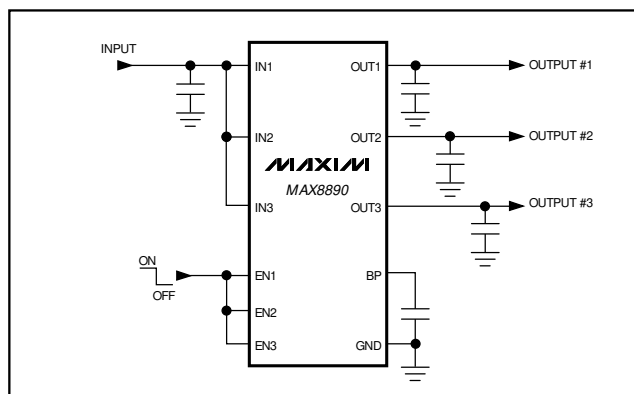 INPUT
IN1
OUT1
OUTPUT #1
IN2
OUT2
OUTPUT #2
MAXIM
MAX8890
IN3
OUT3
OUTPUT #3
ON
OFF
EN1
BP
EN2
EN3
GND